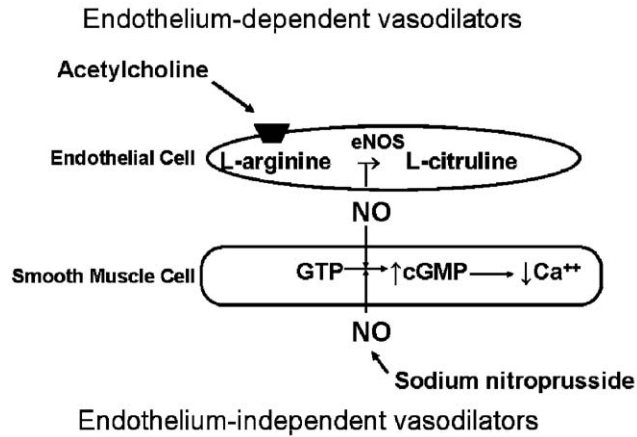 Endothelium-dependent vasodilators
Acetylcholine
eNOS
Endothelial Cell L-arginine → L-citruline
NO
Smooth Muscle Cell GTP → ↑cGMP → ↓Ca⁺⁺
NO
Sodium nitroprusside
Endothelium-independent vasodilators